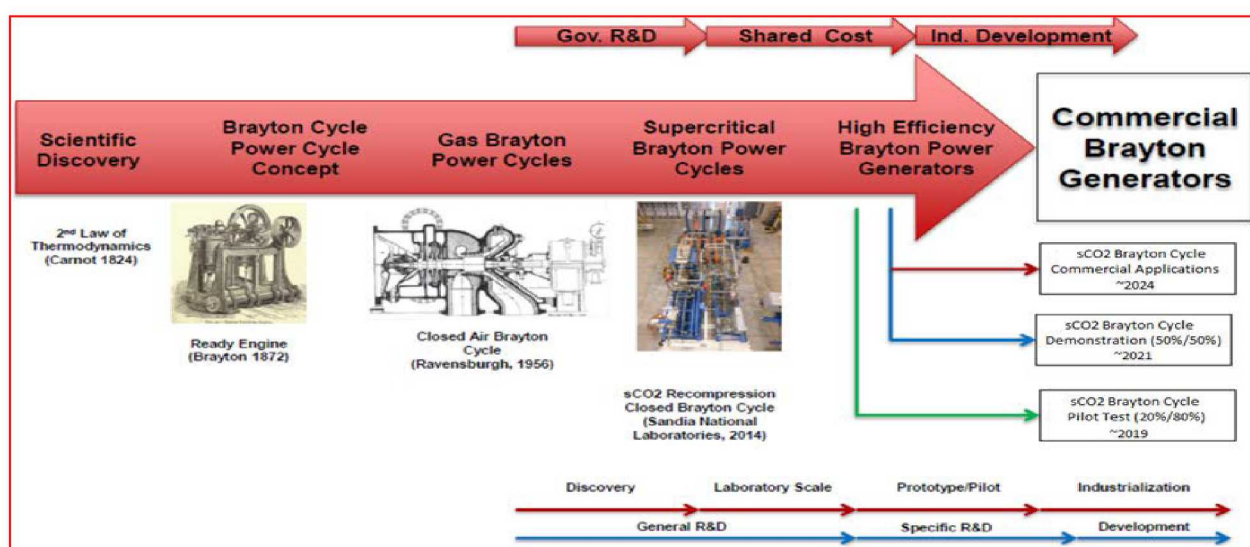 Gov. R&D
Shared Cost
Ind. Development
Scientific
Discovery
Brayton Cycle
Power Cycle
Concept
Gas Brayton
Power Cycles
Supercritical
Brayton Power
Cycles
High Efficiency
Brayton Power
Generators
Commercial
Brayton
Generators
2nd Law of
Thermodynamics
(Carnot 1824)
Ready Engine
(Brayton 1872)
Closed Air Brayton
Cycle
(Ravensburgh, 1956)
sCO2 Recompression
Closed Brayton Cycle
(Sandia National
Laboratories, 2014)
sCO2 Brayton Cycle
Commercial Applications
~2024
sCO2 Brayton Cycle
Demonstration (50%/50%)
~2021
sCO2 Brayton Cycle
Pilot Test (20%/80%)
~2019
Discovery
Laboratory Scale
Prototype/Pilot
Industrialization
General R&D
Specific R&D
Development